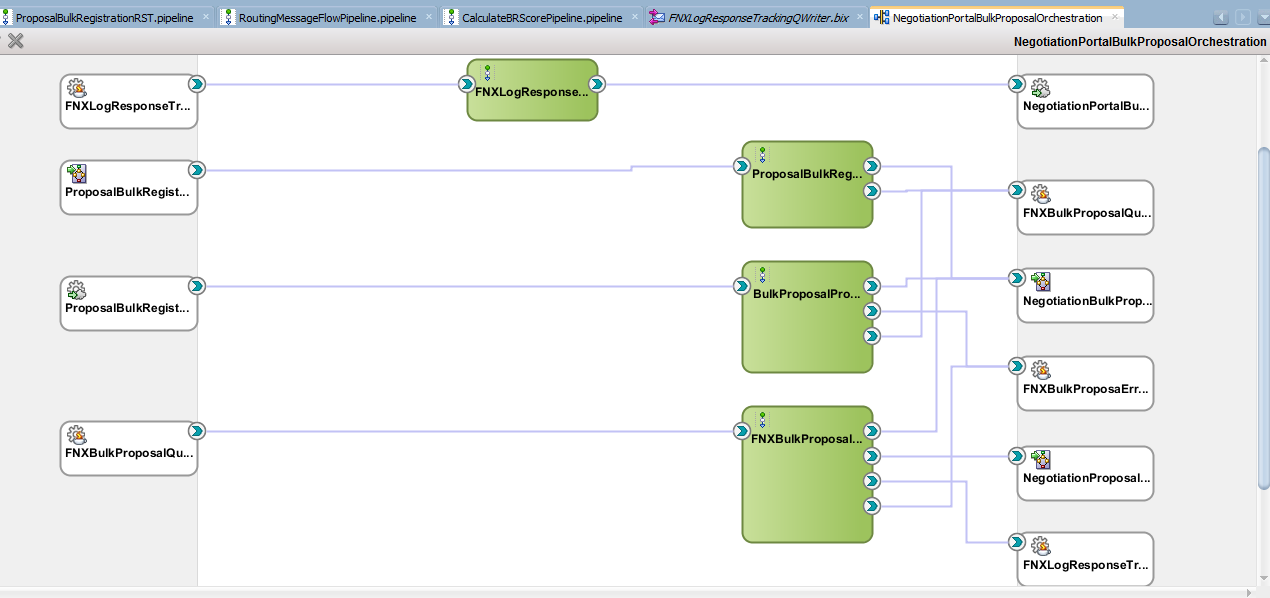 ProposalBulkRegistrationRST.pipeline
RoutingMessageFlowPipeline.pipeline
CalculateBRScorePipeline.pipeline
FNXLogResponseTrackingQWriter.bix
NegotiationPortalBulkProposalOrchestration
NegotiationPortalBulkProposalOrchestration
FNXLogResponseTr...
FNXLogResponse...
NegotiationPortalBu...
ProposalBulkRegist...
ProposalBulkReg...
FNXBulkProposalQu...
ProposalBulkRegist...
BulkProposalPro...
NegotiationBulkProp...
FNXBulkProposaErr...
FNXBulkProposalQu...
FNXBulkProposal...
NegotiationProposal...
FNXLogResponseTr...